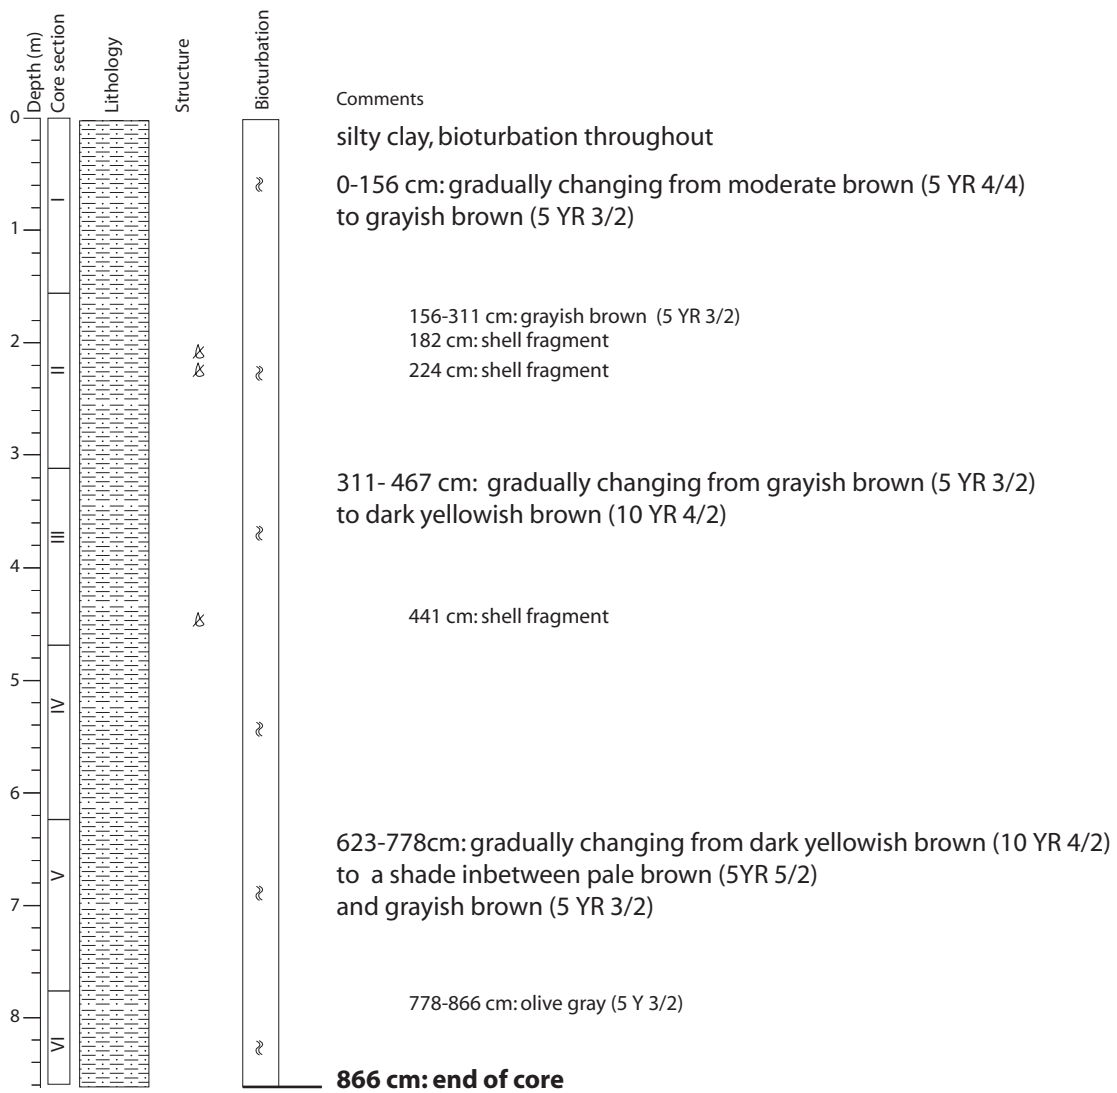 Depth (m)
Core section
Lithology
Structure
Bioturbation
Comments
0
silty clay, bioturbation throughout
0-156 cm: gradually changing from moderate brown (5 YR 4/4)
to grayish brown (5 YR 3/2)
I
1
156-311 cm: grayish brown (5 YR 3/2)
182 cm: shell fragment
2
224 cm: shell fragment
II
3
311- 467 cm: gradually changing from grayish brown (5 YR 3/2)
to dark yellowish brown (10 YR 4/2)
III
4
441 cm: shell fragment
5
IV
6
623-778cm: gradually changing from dark yellowish brown (10 YR 4/2)
to a shade inbetween pale brown (5YR 5/2)
V
and grayish brown (5 YR 3/2)
7
778-866 cm: olive gray (5 Y 3/2)
8
VI
866 cm: end of core